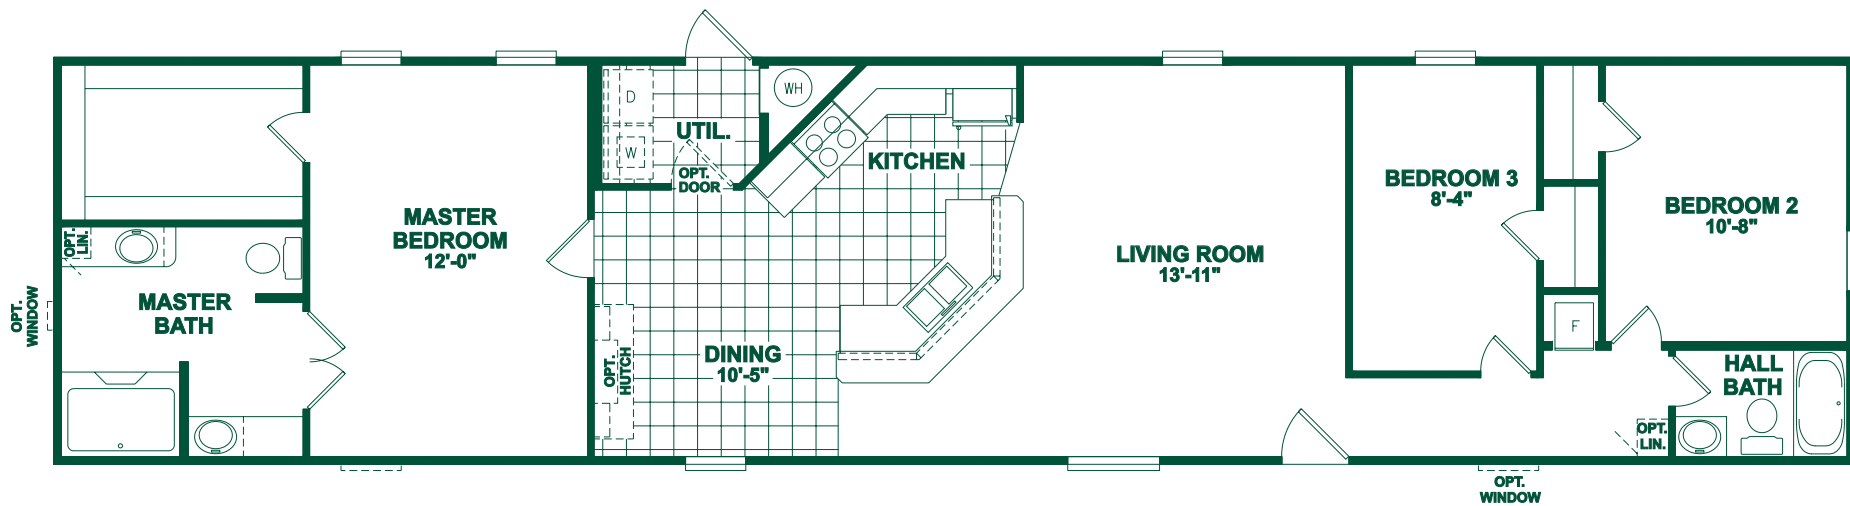 WH
D
UTIL.
W
KITCHEN
OPT.
DOOR
BEDROOM 3
8'-4"
BEDROOM 2
10'-8"
MASTER
BEDROOM
12'-0"
OPT.
LIN.
LIVING ROOM
13'-11"
MASTER
BATH
OPT.
WINDOW
F
DINING
10'-5"
OPT.
HUTCH
HALL
BATH
OPT.
LIN.
OPT.
WINDOW